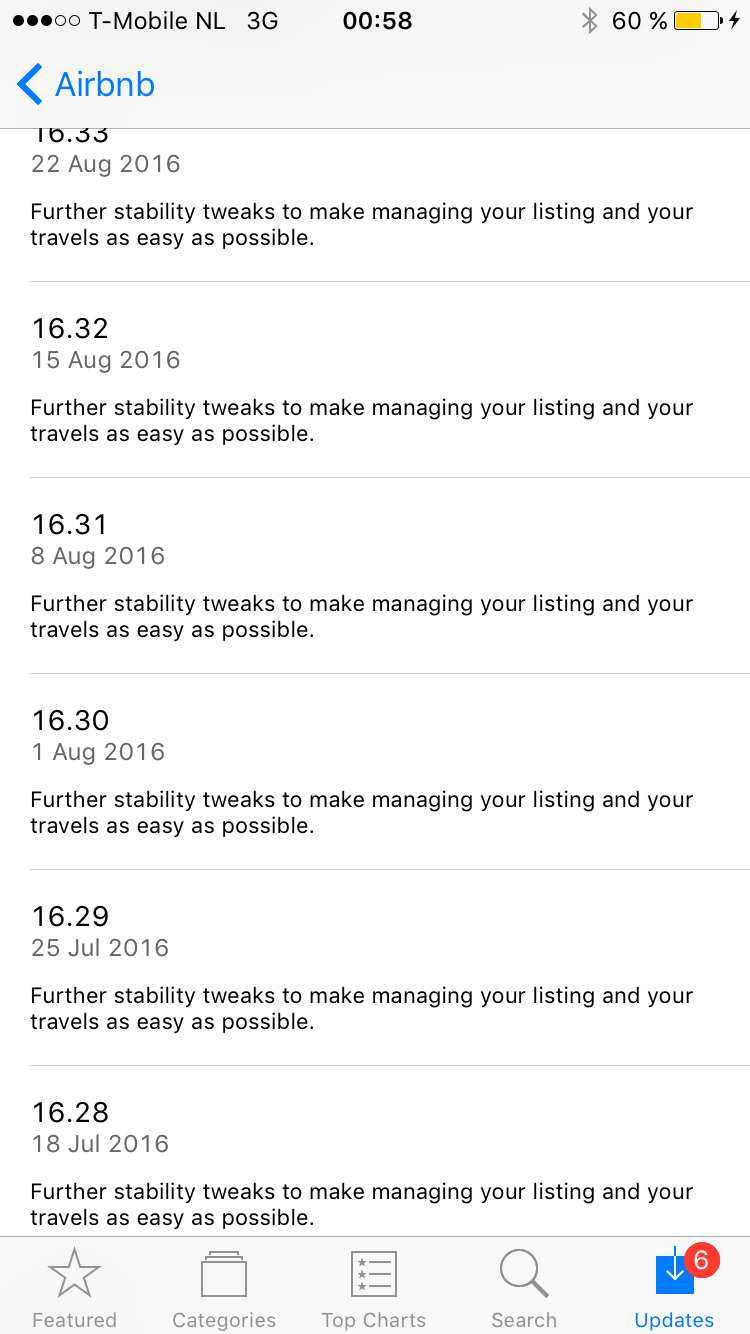 T-Mobile NL 3G 00:58 60 %
Airbnb
16.33
22 Aug 2016
Further stability tweaks to make managing your listing and your
travels as easy as possible.
16.32
15 Aug 2016
Further stability tweaks to make managing your listing and your
travels as easy as possible.
16.31
8 Aug 2016
Further stability tweaks to make managing your listing and your
travels as easy as possible.
16.30
1 Aug 2016
Further stability tweaks to make managing your listing and your
travels as easy as possible.
16.29
25 Jul 2016
Further stability tweaks to make managing your listing and your
travels as easy as possible.
16.28
18 Jul 2016
Further stability tweaks to make managing your listing and your
travels as easy as possible.
6
Featured Categories Top Charts Search Updates